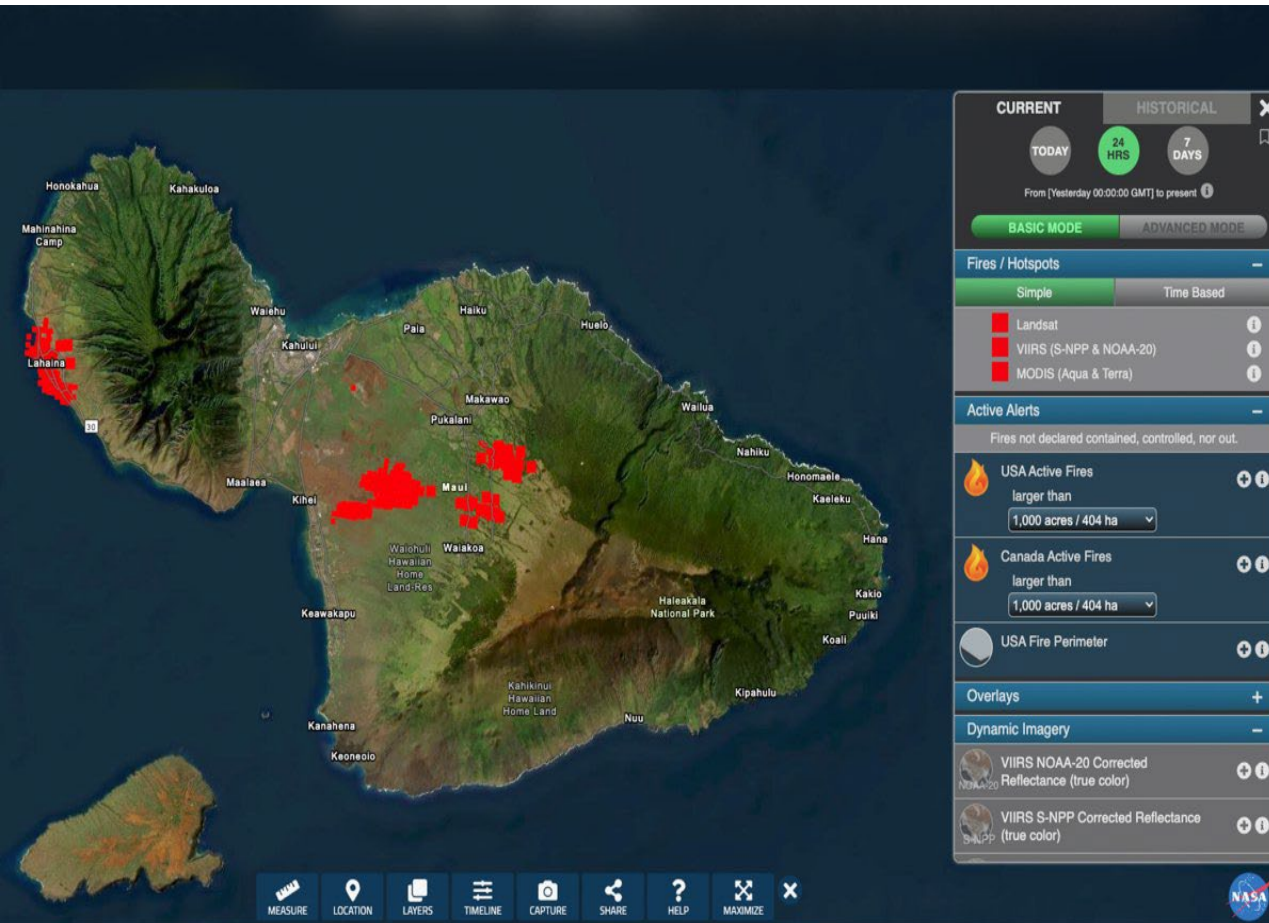 Honokahua
Kahakuloa
Mahinahina
Camp
Waiehu
Kahului
Lahaina
30
Maalaea
Kihei
Paia
Haiku
Huelo
Makawao
Pukalani
Wailua
Nahiku
Honomaele
Kaeleku
Hana
Maui
Waiohuli
Hawaiian
Home
Land-Res
Waiakoa
Keawakapu
Haleakala
National Park
Kakio
Puuiki
Koali
Kahikinui
Hawaiian
Home Land
Kipahulu
Nuu
Kanahena
Keoneoio
CURRENT
HISTORICAL
TODAY
24
HRS
7
DAYS
From [Yesterday 00:00:00 GMT] to present
BASIC MODE
ADVANCED MODE
Fires / Hotspots
Simple
Time Based
Landsat
VIIRS (S-NPP & NOAA-20)
MODIS (Aqua & Terra)
Active Alerts
Fires not declared contained, controlled, nor out.
USA Active Fires
larger than
1,000 acres / 404 ha
Canada Active Fires
larger than
1,000 acres / 404 ha
USA Fire Perimeter
Overlays
Dynamic Imagery
VIIRS NOAA-20 Corrected
Reflectance (true color)
NOAA-20
VIIRS S-NPP Corrected Reflectance
(true color)
S-NPP
MEASURE
LOCATION
LAYERS
TIMELINE
CAPTURE
SHARE
HELP
MAXIMIZE
NASA